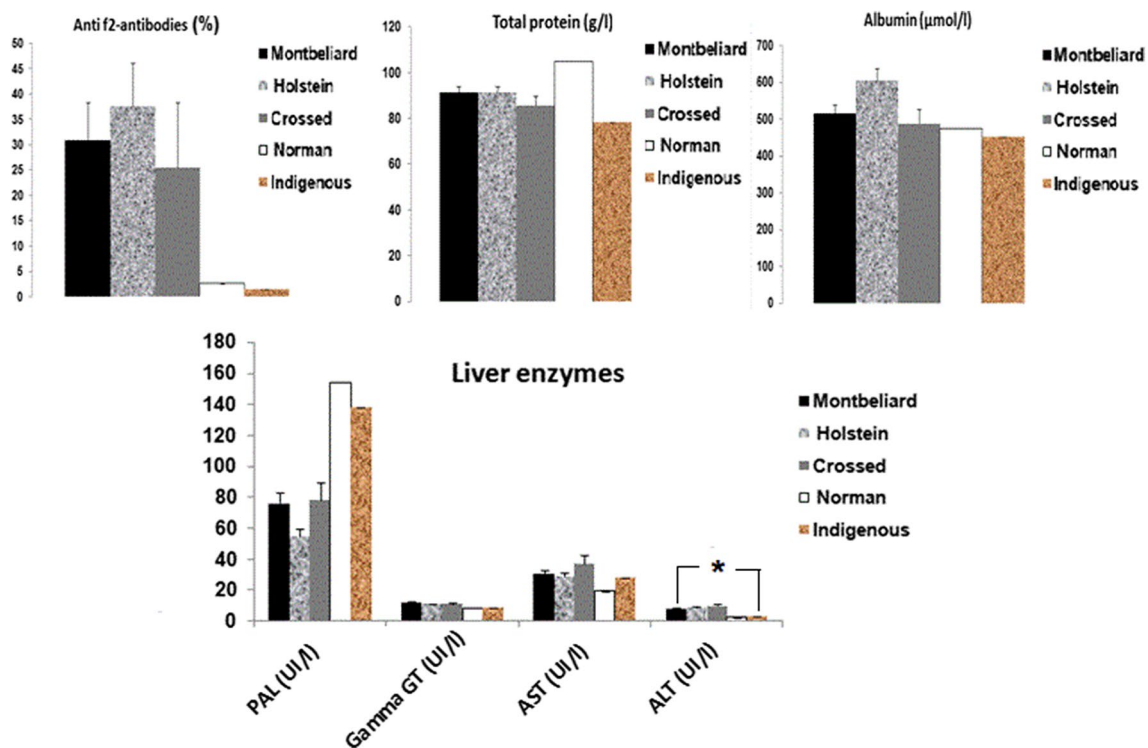 Anti f2-antibodies (%)
50
45
40
35
30
25
20
15
10
5
0
Montbeliard
Holstein
Crossed
Norman
Indigenous
Total protein (g/l)
120
100
80
60
40
20
0
Montbeliard
Holstein
Crossed
Norman
Indigenous
Albumin (µmol/l)
700
600
500
400
300
200
100
0
Montbeliard
Holstein
Crossed
Norman
Indigenous
Liver enzymes
180
160
140
120
100
80
60
40
20
0
*
PAL (UI/l)
Gamma GT (UI/l)
AST (UI/l)
ALT (UI/l)
Montbeliard
Holstein
Crossed
Norman
Indigenous